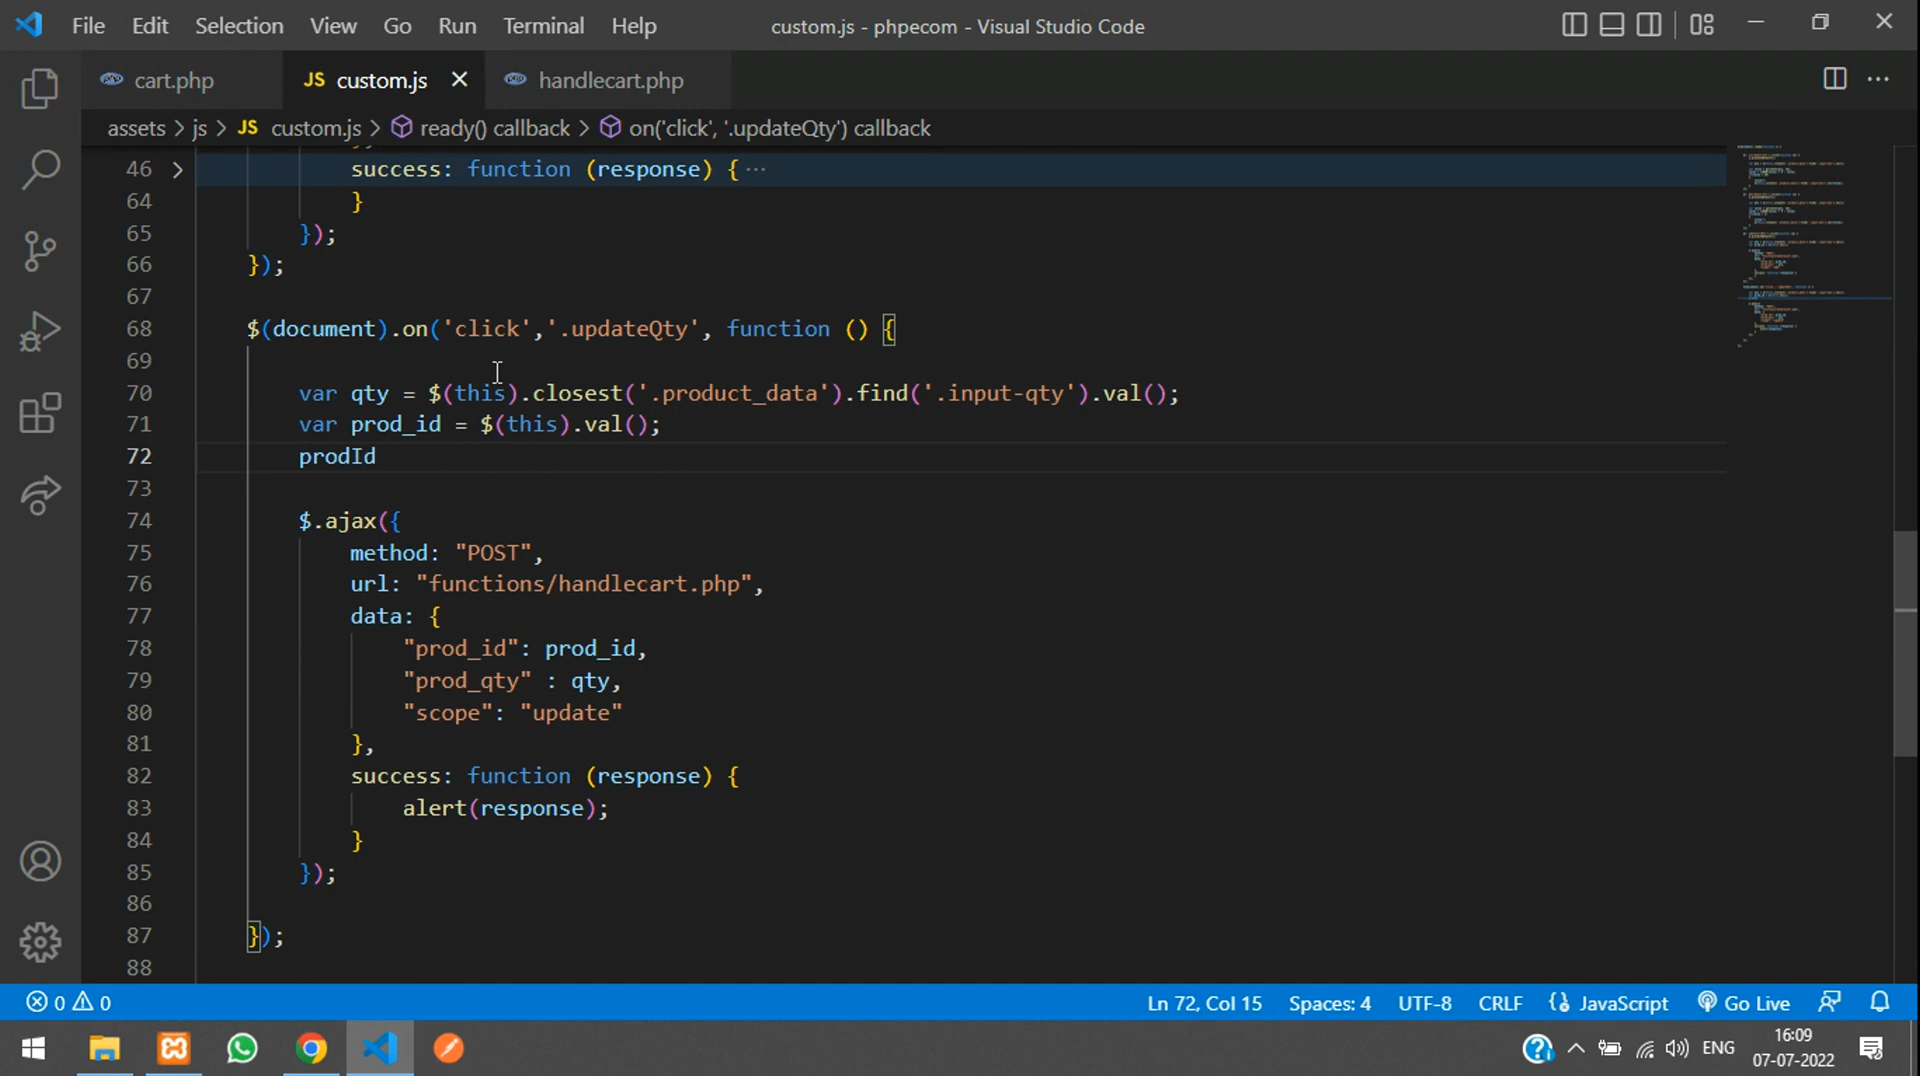 File Edit Selection View Go Run Terminal Help custom.js - phpecom - Visual Studio Code
cart.php JS custom.js handlecart.php
assets > js > JS custom.js > ready() callback > on('click', '.updateQty') callback
46 success: function (response) { ···
64 }
65 });
66 });
67
68 $(document).on('click','.updateQty', function () {
69
70 var qty = $(this).closest('.product_data').find('.input-qty').val();
71 var prod_id = $(this).val();
72 prodId
73
74 $.ajax({
75 method: "POST",
76 url: "functions/handlecart.php",
77 data: {
78 "prod_id": prod_id,
79 "prod_qty" : qty,
80 "scope": "update"
81 },
82 success: function (response) {
83 alert(response);
84 }
85 });
86
87 });
88
0 0 Ln 72, Col 15 Spaces: 4 UTF-8 CRLF JavaScript Go Live
ENG 16:09
07-07-2022